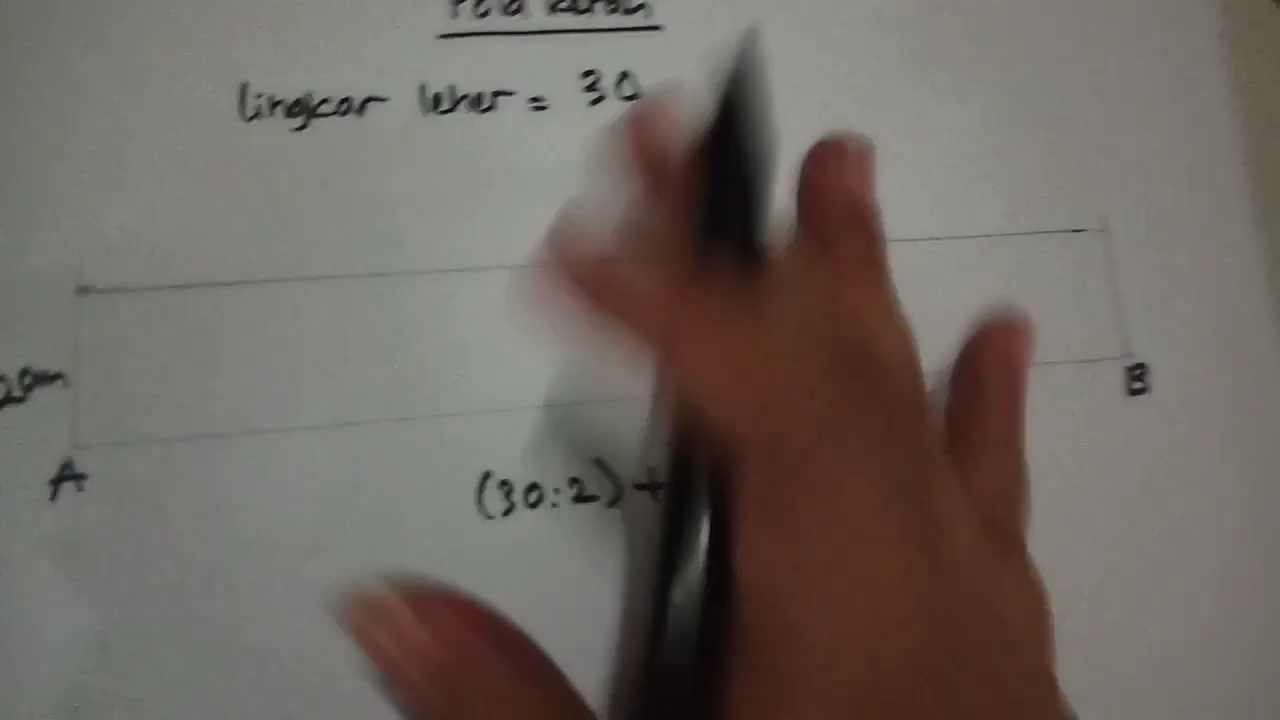 lingkar leher = 30
B
A
(30:2) +